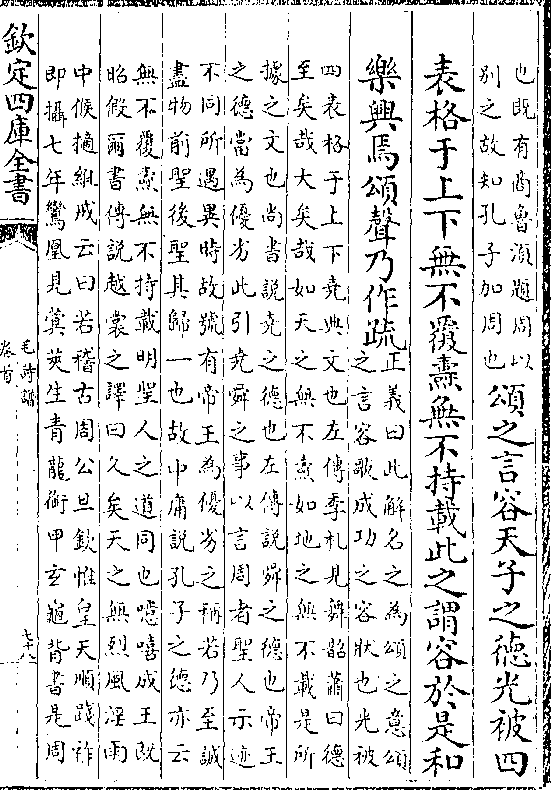 也既有商魯須題周以
別之故知孔子加周也
頌之言容天子之德光被四
表格于上下無不覆燾無不持載此之謂容於是和
樂興焉頌聲乃作疏
正義曰此解名之為頌之意頌
之言容歌成功之容狀也光被
四表格于上下堯典文也左傳季札見舞韶蕭曰德
至矣哉大矣哉如天之無不燾如地之無不載是所
據之文也尚書說堯之德也左傳說舜之德也帝王
之德當為優劣此引堯舜之事以言周者聖人示迹
不同所遇異時故號有帝王為優劣之稱若乃至誠
盡物前聖後聖其歸一也故中庸說孔子之德亦云
無不覆燾無不持載明聖人之道同也噫嘻成王既
昭假爾書傳說越裳之譯曰久矣天之無烈風淫雨
中候摘雒戒云曰若稽古周公旦欽惟皇天順踐祚
即攝七年鸞鳳見蓂莢生青龍銜甲玄龜背書是周
欽定四庫全書
毛詩譜
卷首
七十八